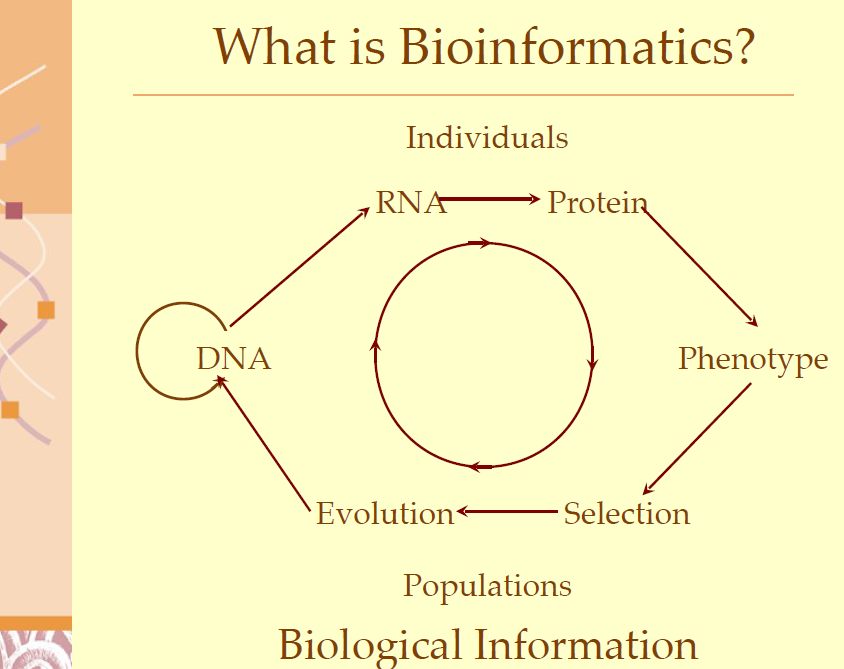 What is Bioinformatics?
Individuals
RNA Protein
DNA Phenotype
Evolution Selection
Populations
Biological Information